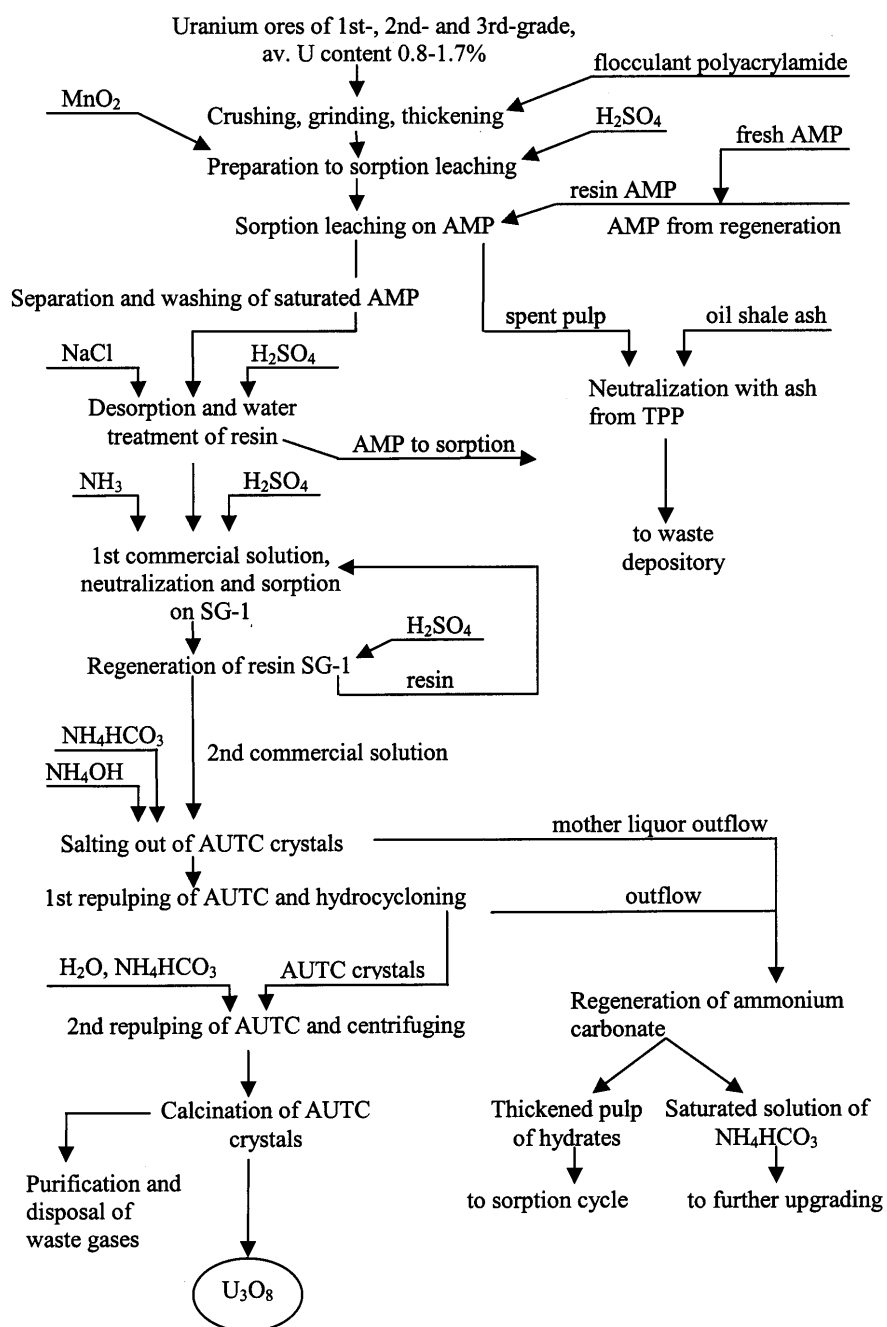 Uranium ores of 1st-, 2nd- and 3rd-grade,
av. U content 0.8-1.7%
flocculant polyacrylamide
MnO₂
Crushing, grinding, thickening
H₂SO₄
fresh AMP
Preparation to sorption leaching
resin AMP
Sorption leaching on AMP
AMP from regeneration
Separation and washing of saturated AMP
spent pulp
oil shale ash
NaCl
H₂SO₄
Neutralization with ash
from TPP
Desorption and water
treatment of resin
AMP to sorption
NH₃
H₂SO₄
to waste
depository
1st commercial solution,
neutralization and sorption
on SG-1
H₂SO₄
Regeneration of resin SG-1
resin
NH₄HCO₃
2nd commercial solution
NH₄OH
mother liquor outflow
Salting out of AUTC crystals
1st repulping of AUTC and hydrocycloning
outflow
H₂O, NH₄HCO₃
AUTC crystals
Regeneration of ammonium
carbonate
2nd repulping of AUTC and centrifuging
Calcination of AUTC
crystals
Thickened pulp
of hydrates
Saturated solution of
NH₄HCO₃
Purification and
disposal of
waste gases
to sorption cycle
to further upgrading
U₃O₈